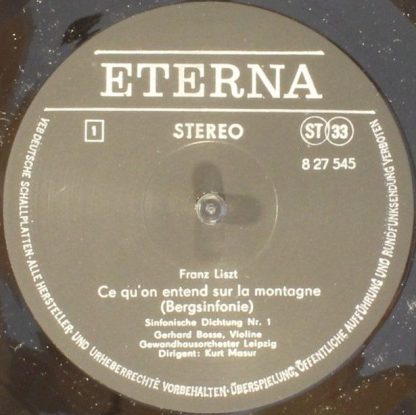 ETERNA
1
STEREO
ST 33
8 27 545
Franz Liszt
Ce qu'on entend sur la montagne
(Bergsinfonie)
Sinfonische Dichtung Nr. 1
Gerhard Bosse, Violine
Gewandhausorchester Leipzig
Dirigent: Kurt Masur
VEB DEUTSCHE SCHALLPLATTEN · ALLE HERSTELLER- UND URHEBERRECHTE VORBEHALTEN · ÜBERSPIELUNG, ÖFFENTLICHE AUFFÜHRUNG UND RUNDFUNKSENDUNG VERBOTEN